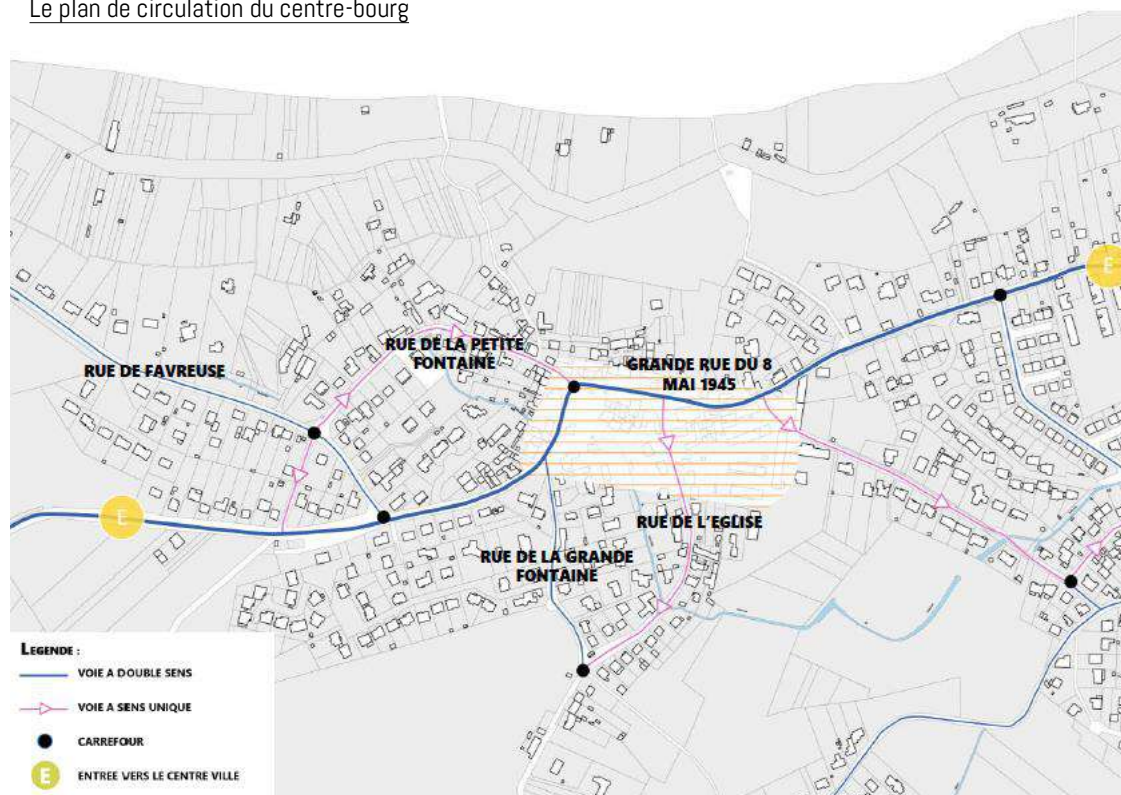 Le plan de circulation du centre-bourg
RUE DE LA PETITE
FONTAINE
GRANDE RUE DU 8
MAI 1945
RUE DE FAVREUSE
E
E
RUE DE L'EGLISE
RUE DE LA GRANDE
FONTAINE
LEGENDE :
VOIE A DOUBLE SENS
VOIE A SENS UNIQUE
CARREFOUR
E
ENTREE VERS LE CENTRE VILLE